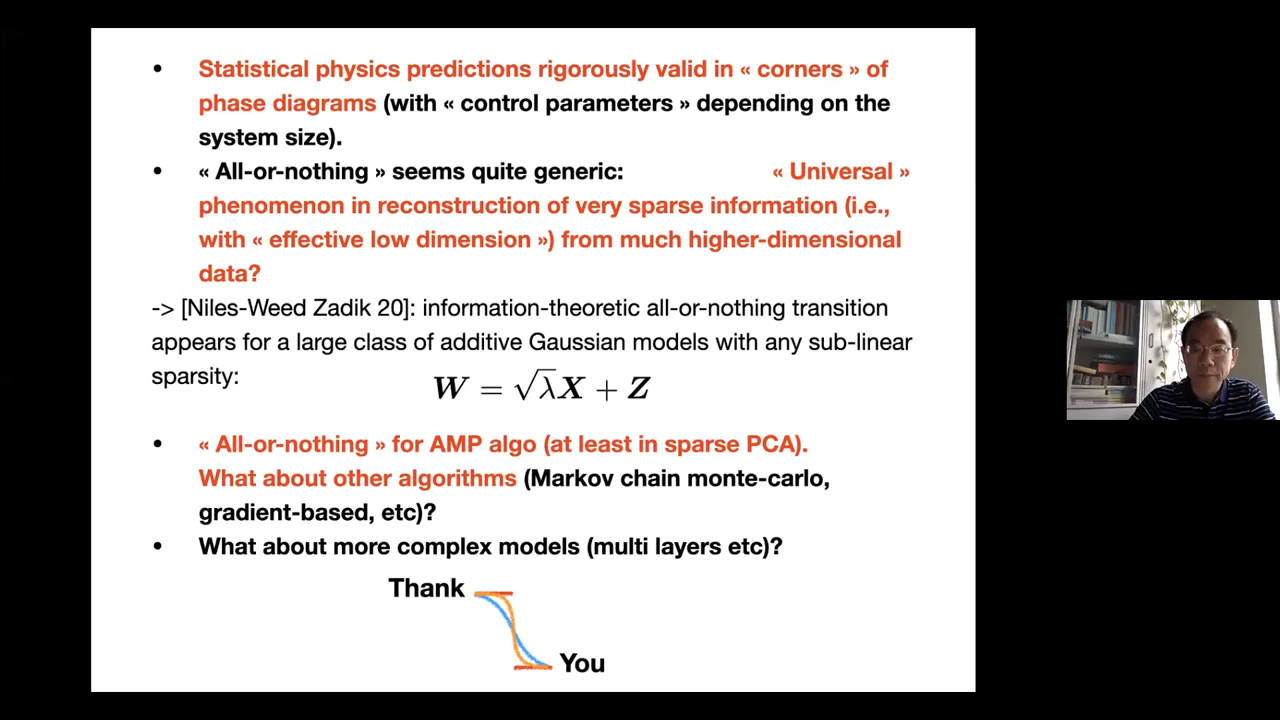 • Statistical physics predictions rigorously valid in « corners » of
phase diagrams (with « control parameters » depending on the
system size).
• « All-or-nothing » seems quite generic: « Universal »
phenomenon in reconstruction of very sparse information (i.e.,
with « effective low dimension ») from much higher-dimensional
data?
-> [Niles-Weed Zadik 20]: information-theoretic all-or-nothing transition
appears for a large class of additive Gaussian models with any sub-linear
sparsity:
W = √λX + Z
• « All-or-nothing » for AMP algo (at least in sparse PCA).
What about other algorithms (Markov chain monte-carlo,
gradient-based, etc)?
• What about more complex models (multi layers etc)?
Thank
You